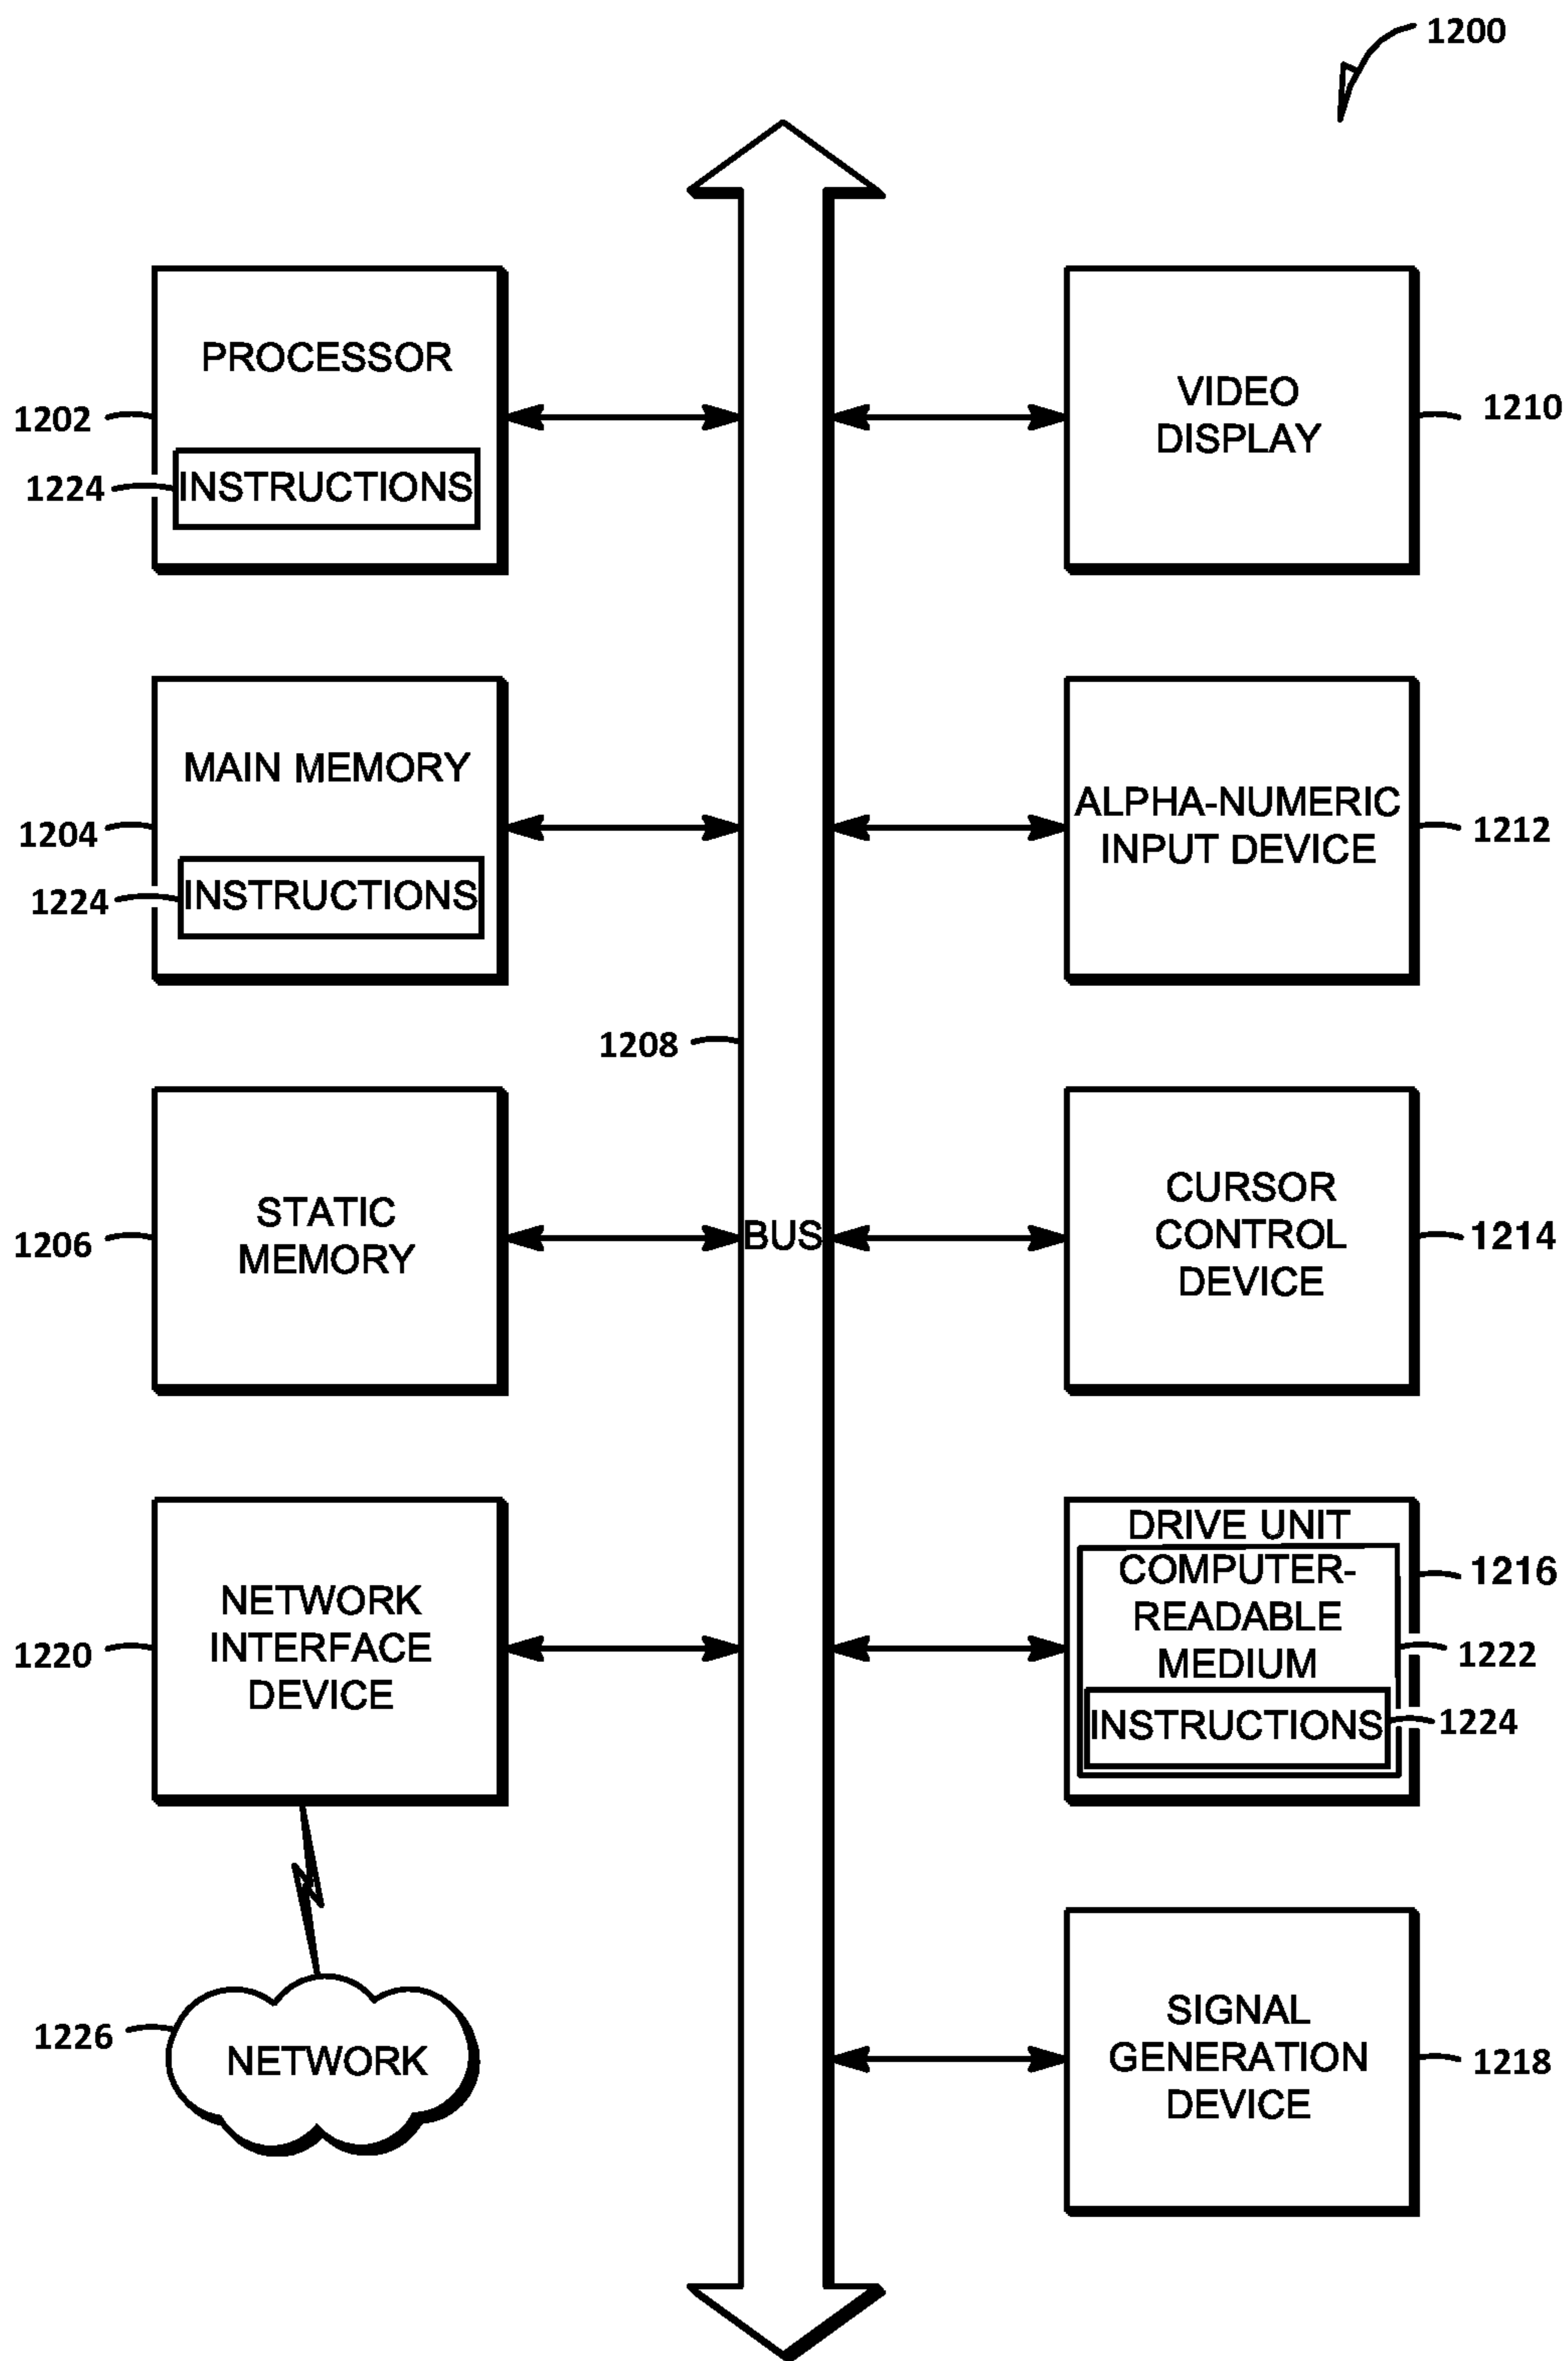 1200
PROCESSOR
1202
1224
INSTRUCTIONS
VIDEO
DISPLAY
1210
MAIN MEMORY
1204
1224
INSTRUCTIONS
ALPHA-NUMERIC
INPUT DEVICE
1212
1208
STATIC
MEMORY
1206
BUS
CURSOR
CONTROL
DEVICE
1214
NETWORK
INTERFACE
DEVICE
1220
DRIVE UNIT
COMPUTER-
READABLE
MEDIUM
INSTRUCTIONS
1216
1222
1224
1226
NETWORK
SIGNAL
GENERATION
DEVICE
1218